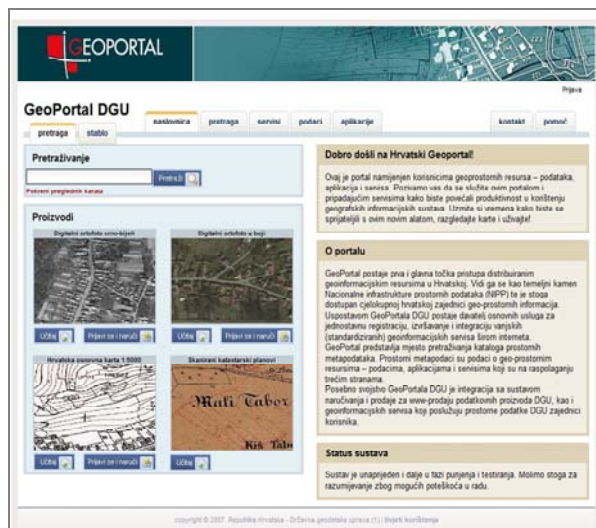 GEOPORTAL
Prijava
GeoPortal DGU
naslovnica pretraga servisi podaci aplikacije kontakt pomoć
pretraga stablo
Pretraživanje
Pretraži
Pokreni preglednik karata
Proizvodi
Digitalni ortofoto crno-bijeli
Digitalni ortofoto u boji
Učitaj Prijavi se i naruči
Učitaj Prijavi se i naruči
Hrvatska osnovna karta 1:5000
Skanirani katastarski planovi
Mali Tabor
Kiš Tabo
Učitaj Prijavi se i naruči
Učitaj
Dobro došli na Hrvatski Geoportal!
Ovaj je portal namijenjen korisnicima geoprostornih resursa – podataka,
aplikacija i servisa. Pozivamo vas da se služite ovim portalom i
pripadajućim servisima kako biste povećali produktivnost u korištenju
geografskih informacijskih sustava. Uzmite si vremena kako biste se
sprijateljili s ovim novim alatom, razgledajte karte i uživajte!
O portalu
GeoPortal postaje prva i glavna točka pristupa distribuiranim
geoinformacijskim resursima u Hrvatskoj. Vidi ga se kao temeljni kamen
Nacionalne infrastrukture prostornih podataka (NIPP) te je stoga
dostupan cjelokupnoj hrvatskoj zajednici geo-prostornih informacija.
Uspostavom GeoPortala DGU postaje davatelj osnovnih usluga za
jednostavnu registraciju, izvršavanje i integraciju vanjskih
(standardiziranih) geoinformacijskih servisa širom interneta.
GeoPortal predstavlja mjesto pretraživanja kataloga prostornih
metapodataka. Prostorni metapodaci su podaci o geo-prostornim
resursima – podacima, aplikacijama i servisima koji su na raspolaganju
trećim stranama.
Posebno svojstvo GeoPortala DGU je integracija sa sustavom
naručivanja i prodaje za www-prodaju podatkovnih proizvoda DGU, kao i
geoinformacijskih servisa koji poslužuju prostorne podatke DGU zajednici
korisnika.
Status sustava
Sustav je unaprijeđen i dalje u fazi punjenja i testiranja. Molimo stoga za
razumijevanje zbog mogućih poteškoća u radu.
copyright © 2007. Republika Hrvatska - Državna geodetska uprava (1) | Uvjeti korištenja